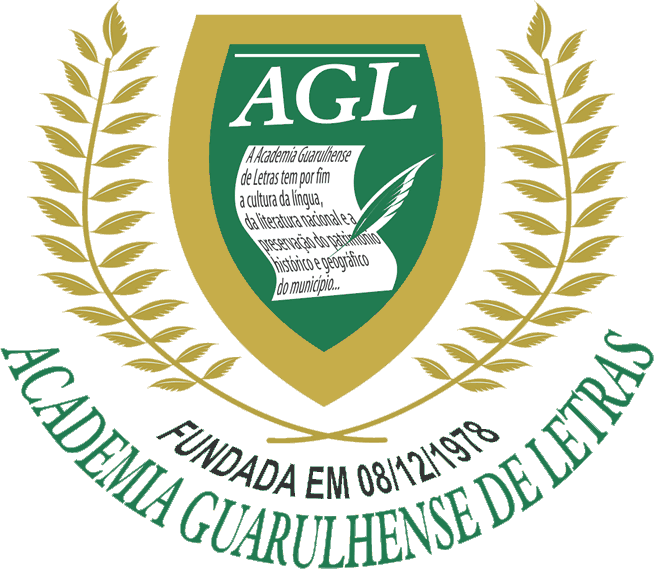 AGL
A Academia Guarulhense
de Letras tem por fim
a cultura da língua,
da literatura nacional e a
preservação do patrimônio
histórico e geográfico
do município...
FUNDADA EM 08/12/1978
ACADEMIA GUARULHENSE DE LETRAS